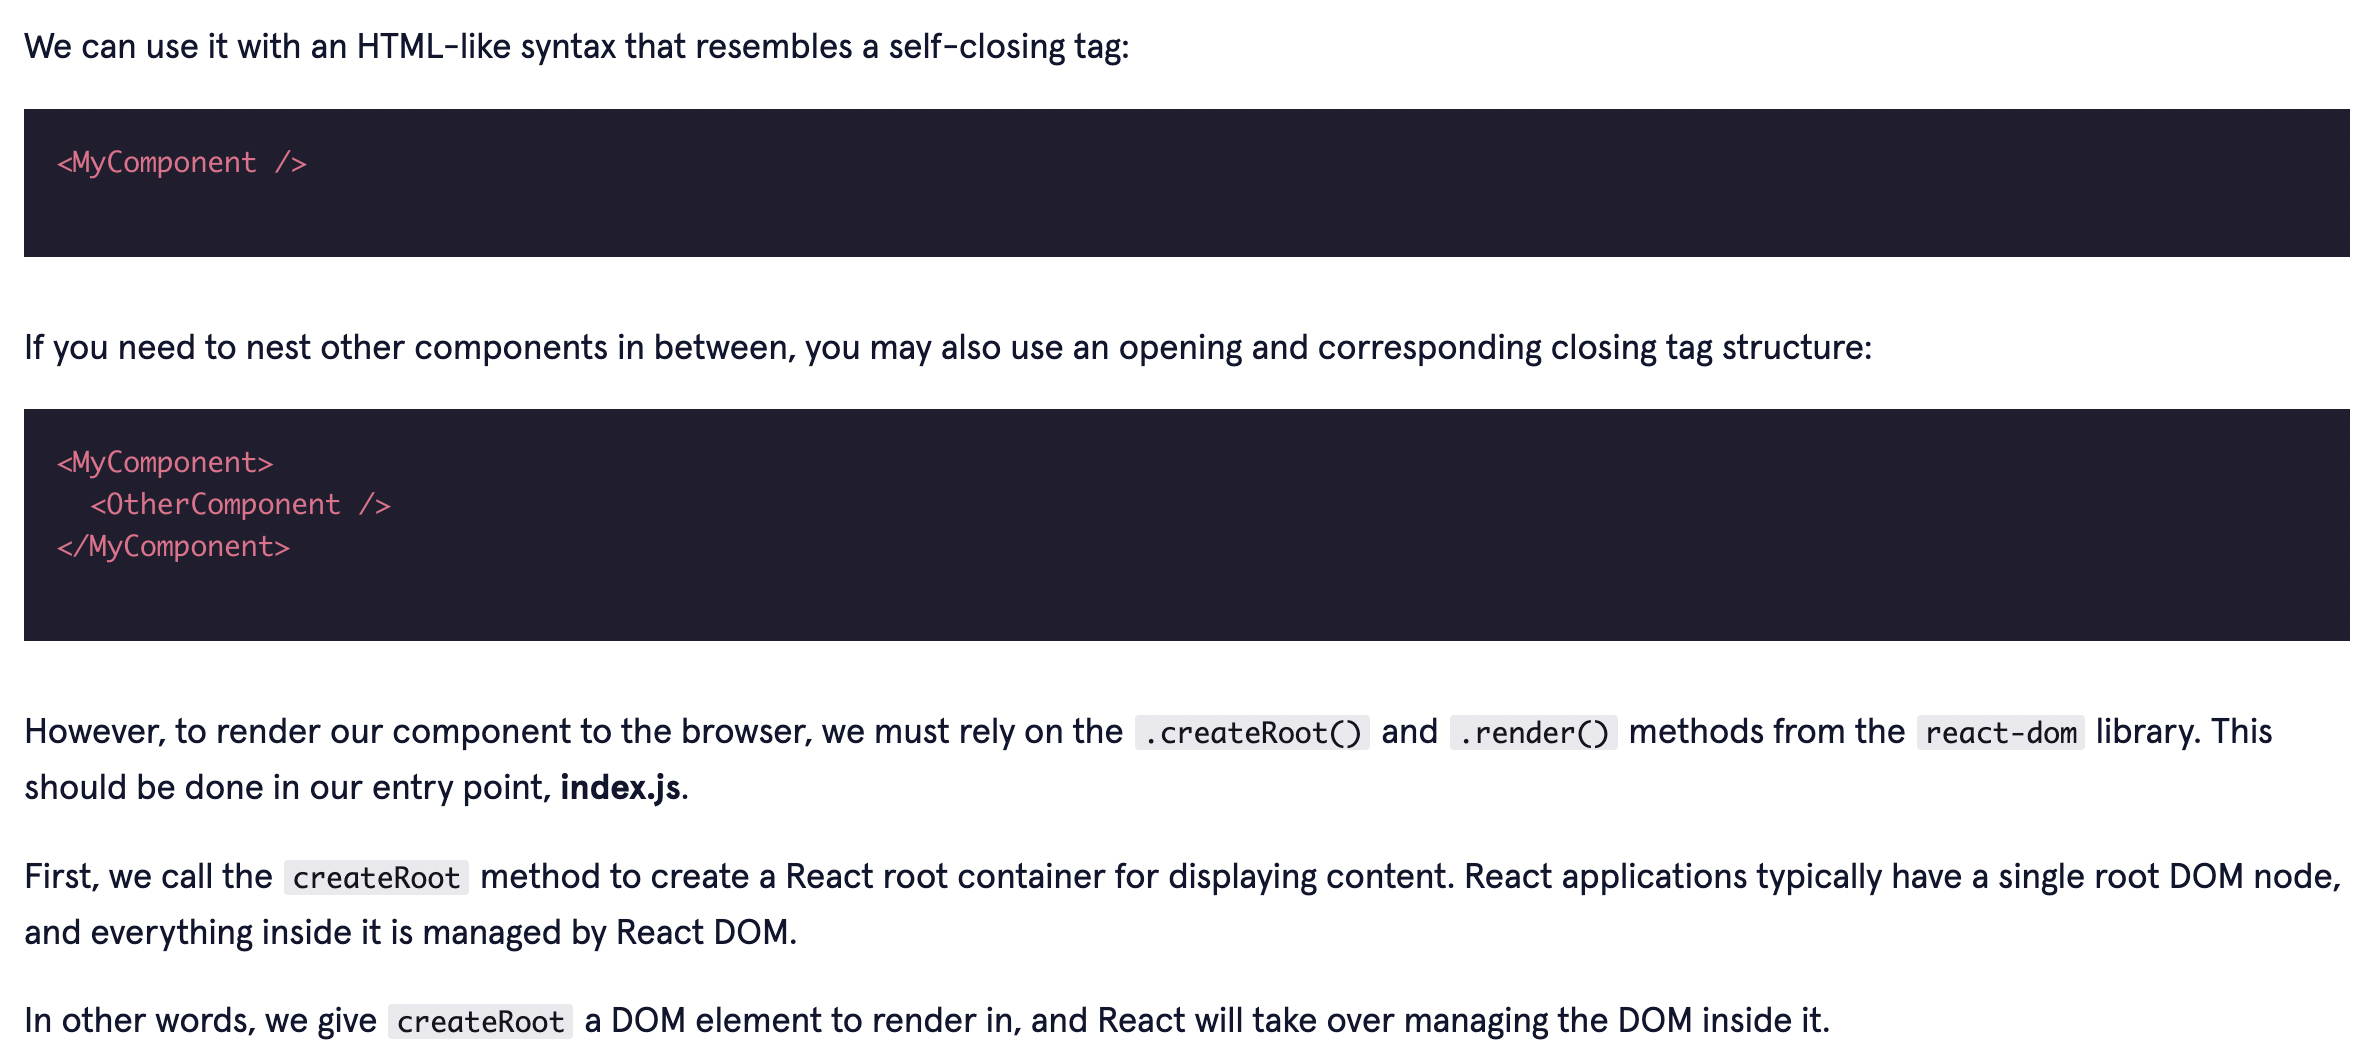 We can use it with an HTML-like syntax that resembles a self-closing tag:
<MyComponent />
If you need to nest other components in between, you may also use an opening and corresponding closing tag structure:
<MyComponent>
  <OtherComponent />
</MyComponent>
However, to render our component to the browser, we must rely on the .createRoot() and .render() methods from the react-dom library. This
should be done in our entry point, index.js.
First, we call the createRoot method to create a React root container for displaying content. React applications typically have a single root DOM node,
and everything inside it is managed by React DOM.
In other words, we give createRoot a DOM element to render in, and React will take over managing the DOM inside it.